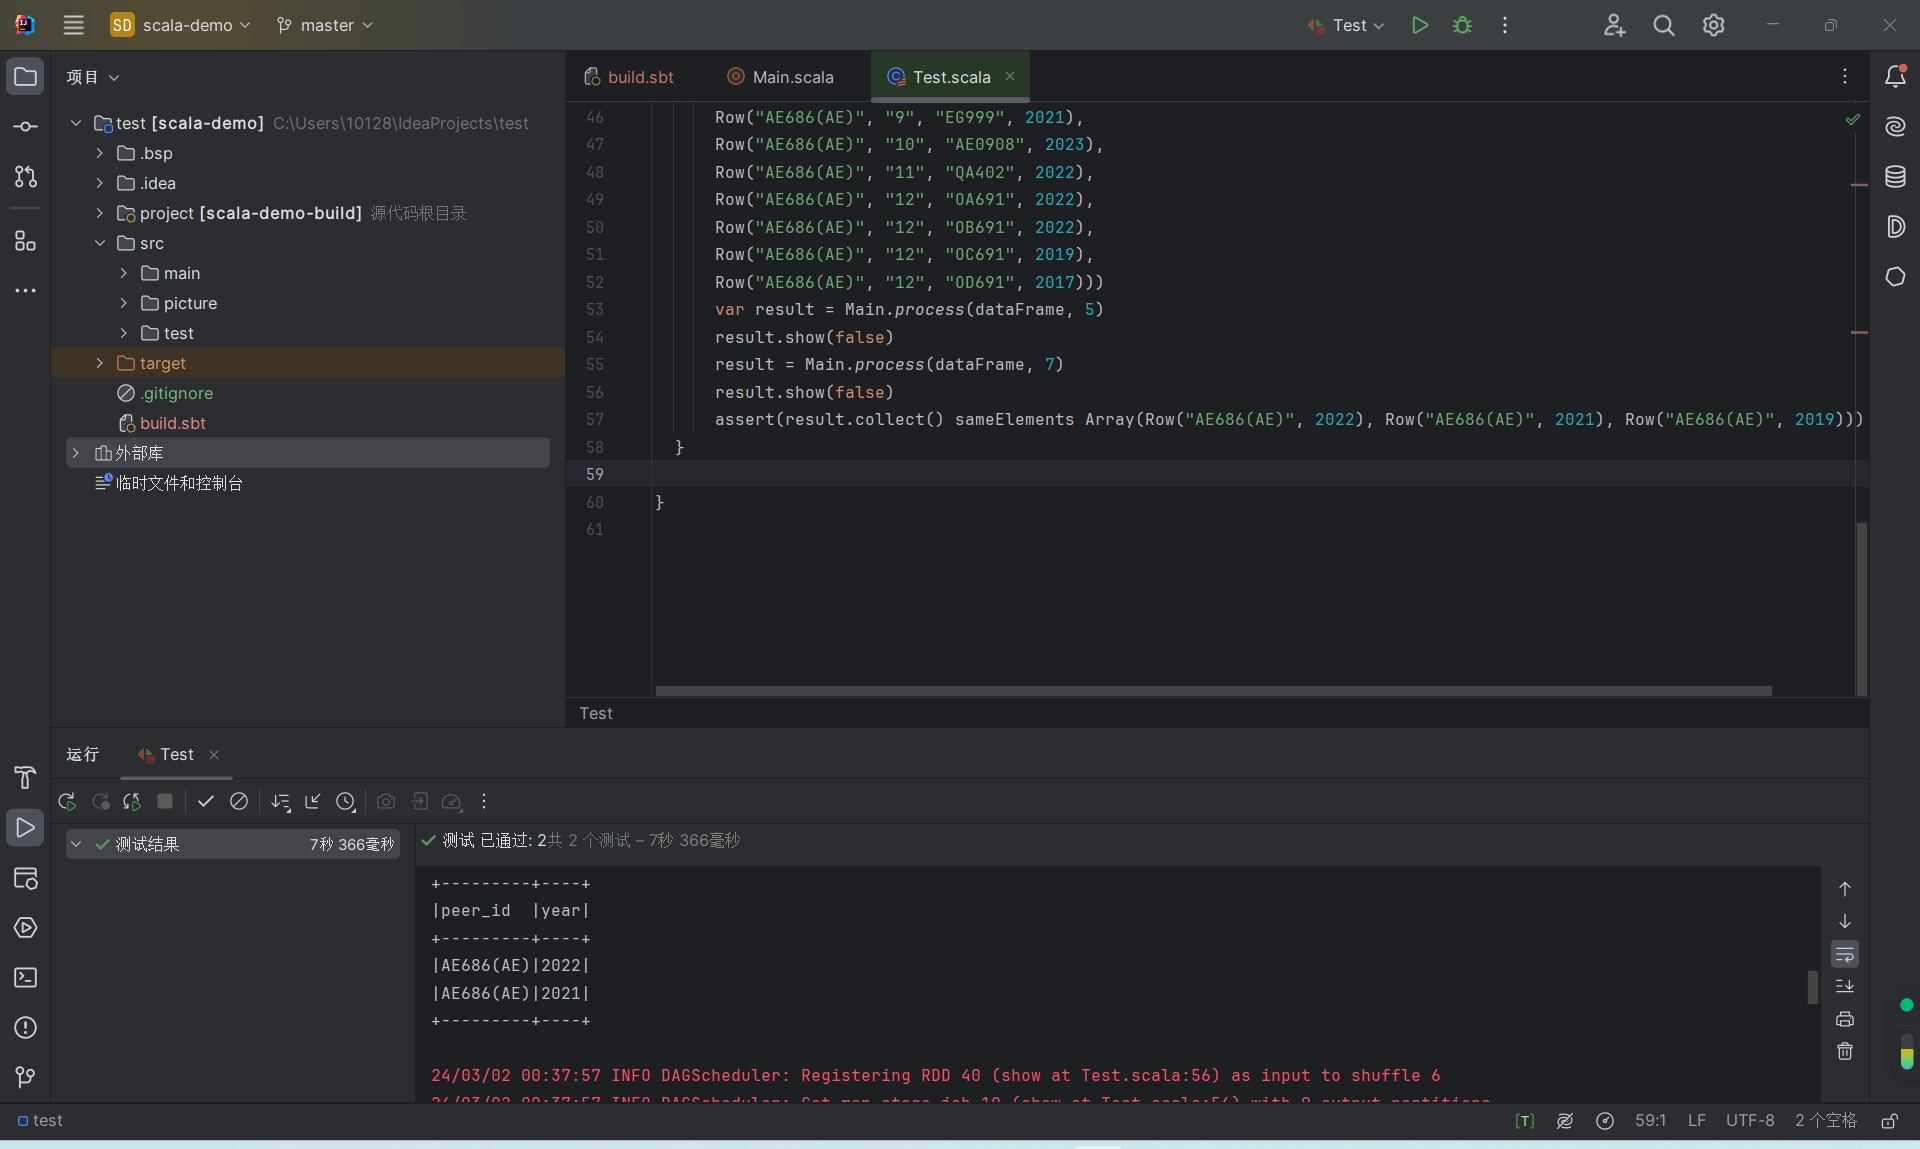 SD scala-demo master Test
项目
build.sbt Main.scala Test.scala
test [scala-demo] C:\Users\10128\IdeaProjects\test
.bsp
.idea
project [scala-demo-build] 源代码根目录
src
main
picture
test
target
.gitignore
build.sbt
外部库
临时文件和控制台
46 Row("AE686(AE)", "9", "EG999", 2021),
47 Row("AE686(AE)", "10", "AE0908", 2023),
48 Row("AE686(AE)", "11", "QA402", 2022),
49 Row("AE686(AE)", "12", "OA691", 2022),
50 Row("AE686(AE)", "12", "OB691", 2022),
51 Row("AE686(AE)", "12", "OC691", 2019),
52 Row("AE686(AE)", "12", "OD691", 2017)))
53 var result = Main.process(dataFrame, 5)
54 result.show(false)
55 result = Main.process(dataFrame, 7)
56 result.show(false)
57 assert(result.collect() sameElements Array(Row("AE686(AE)", 2022), Row("AE686(AE)", 2021), Row("AE686(AE)", 2019)))
58 }
59
60 }
61
Test
运行 Test
测试结果 7秒 366毫秒
测试 已通过: 2共 2 个测试 – 7秒 366毫秒
+---------+----+
|peer_id  |year|
+---------+----+
|AE686(AE)|2022|
|AE686(AE)|2021|
+---------+----+
24/03/02 00:37:57 INFO DAGScheduler: Registering RDD 40 (show at Test.scala:56) as input to shuffle 6
test [T] 59:1 LF UTF-8 2 个空格